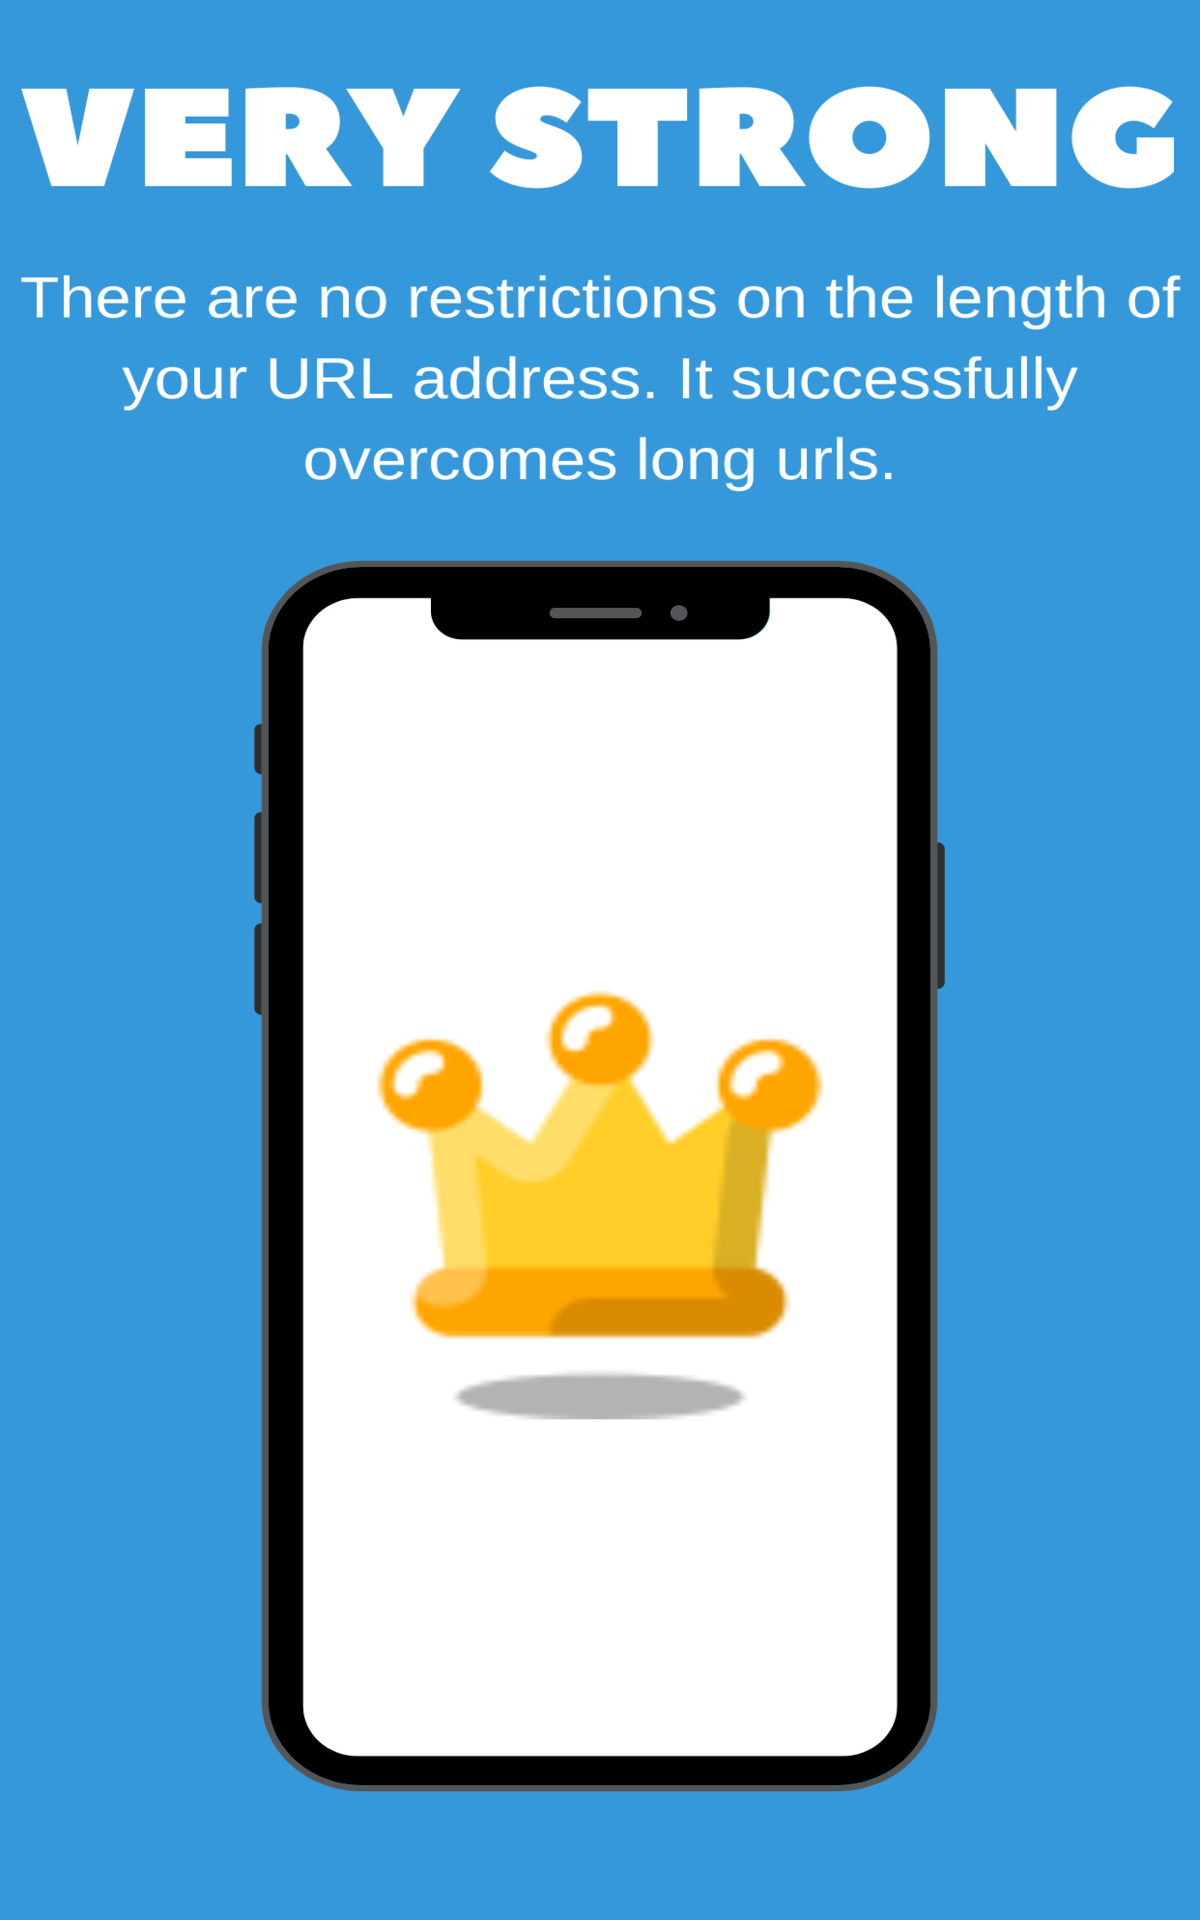 VERY STRONG
There are no restrictions on the length of
your URL address. It successfully
overcomes long urls.